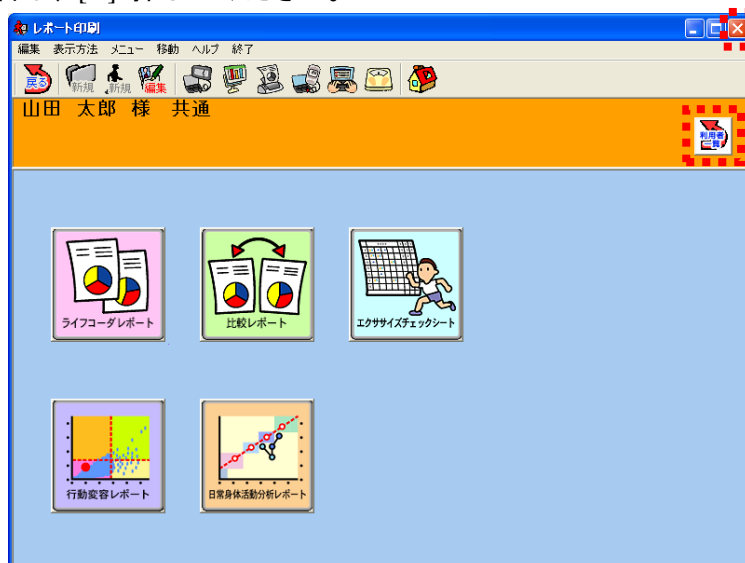 レポート印刷
編集 表示方法 メニュー 移動 ヘルプ 終了
戻る 新規 新規 編集
山田 太郎 様 共通
利用者
一覧
ライフコーダレポート 比較レポート エクササイズチェックシート
行動変容レポート 日常身体活動分析レポート